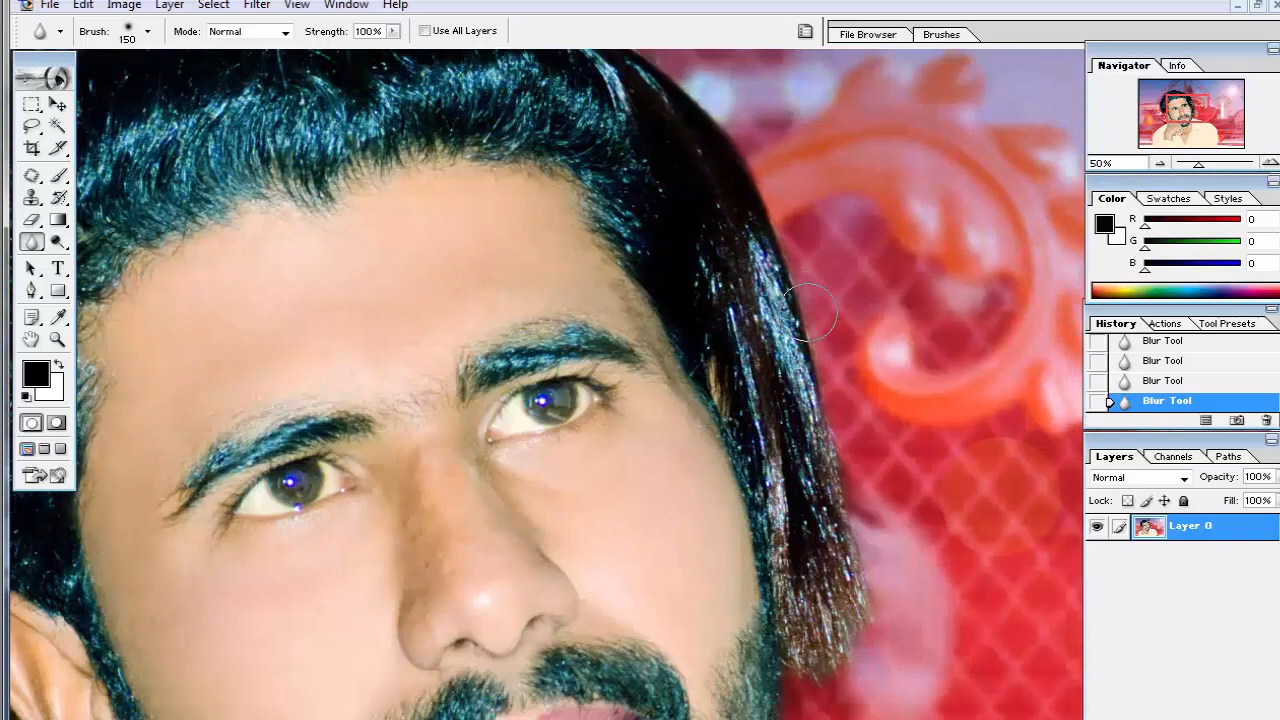 File Edit Image Layer Select Filter View Window Help
Brush: 150 Mode: Normal Strength: 100% Use All Layers File Browser Brushes
Navigator Info
50%
Color Swatches Styles
R 0
G 0
B 0
History Actions Tool Presets
Blur Tool
Blur Tool
Blur Tool
Blur Tool
Layers Channels Paths
Normal Opacity: 100%
Lock: Fill: 100%
Layer 0